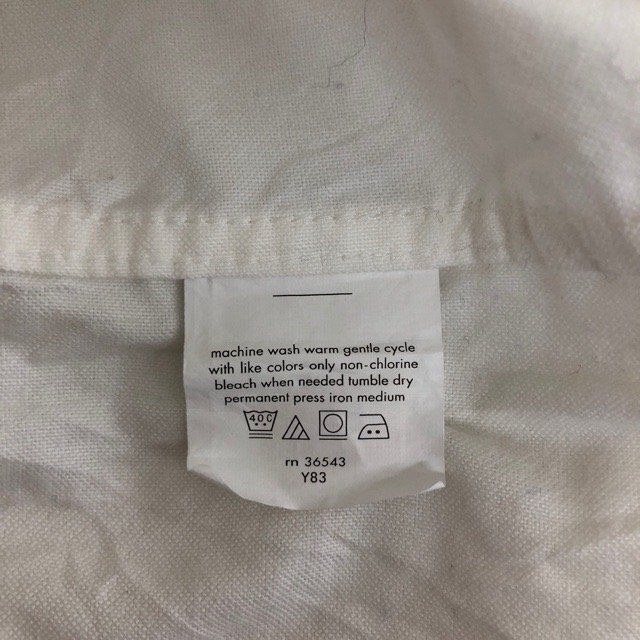 machine wash warm gentle cycle
with like colors only non-chlorine
bleach when needed tumble dry
permanent press iron medium
40C
rn 36543
Y83